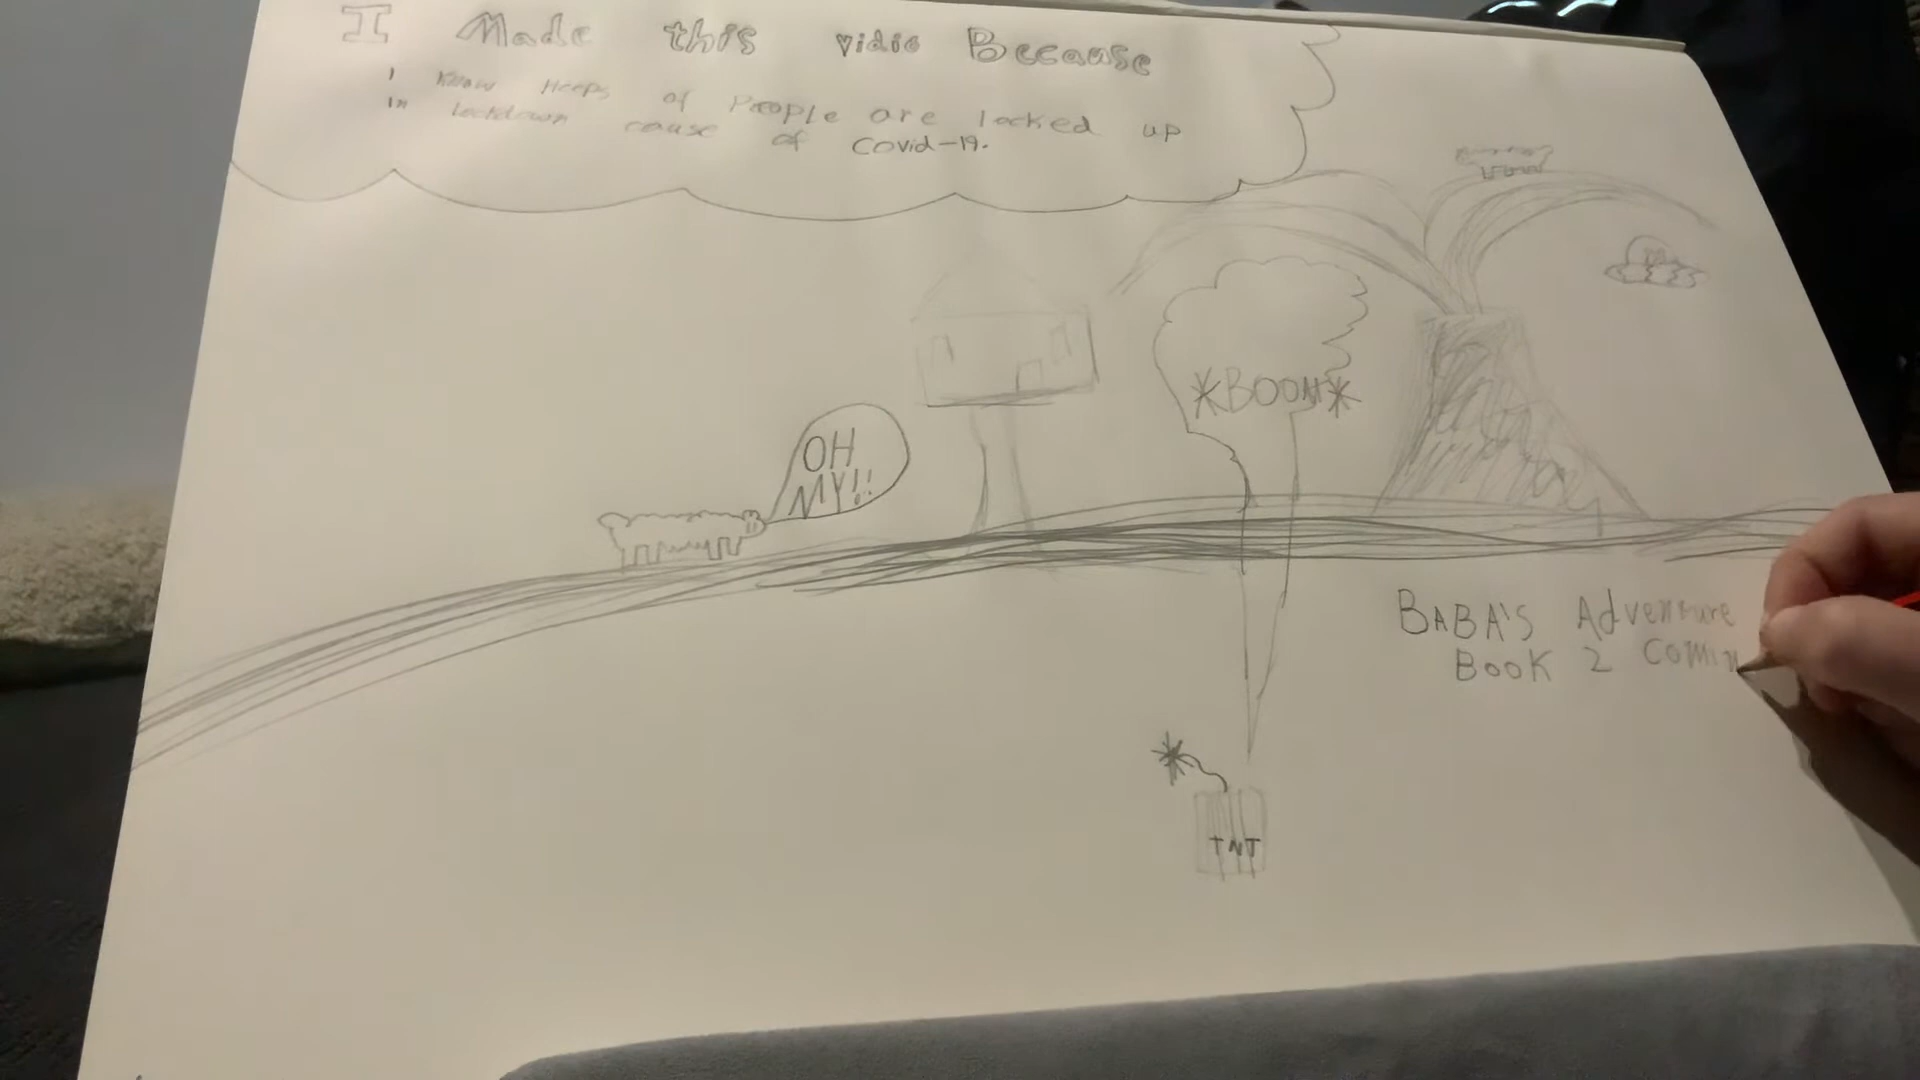 I Made this vidio Becaase
I Know Heeps of People are locked up
in lockdown cause of Covid-19.
*BOOM*
OH
MY!!
BABA'S Adventure
Book 2 Comin
TNT